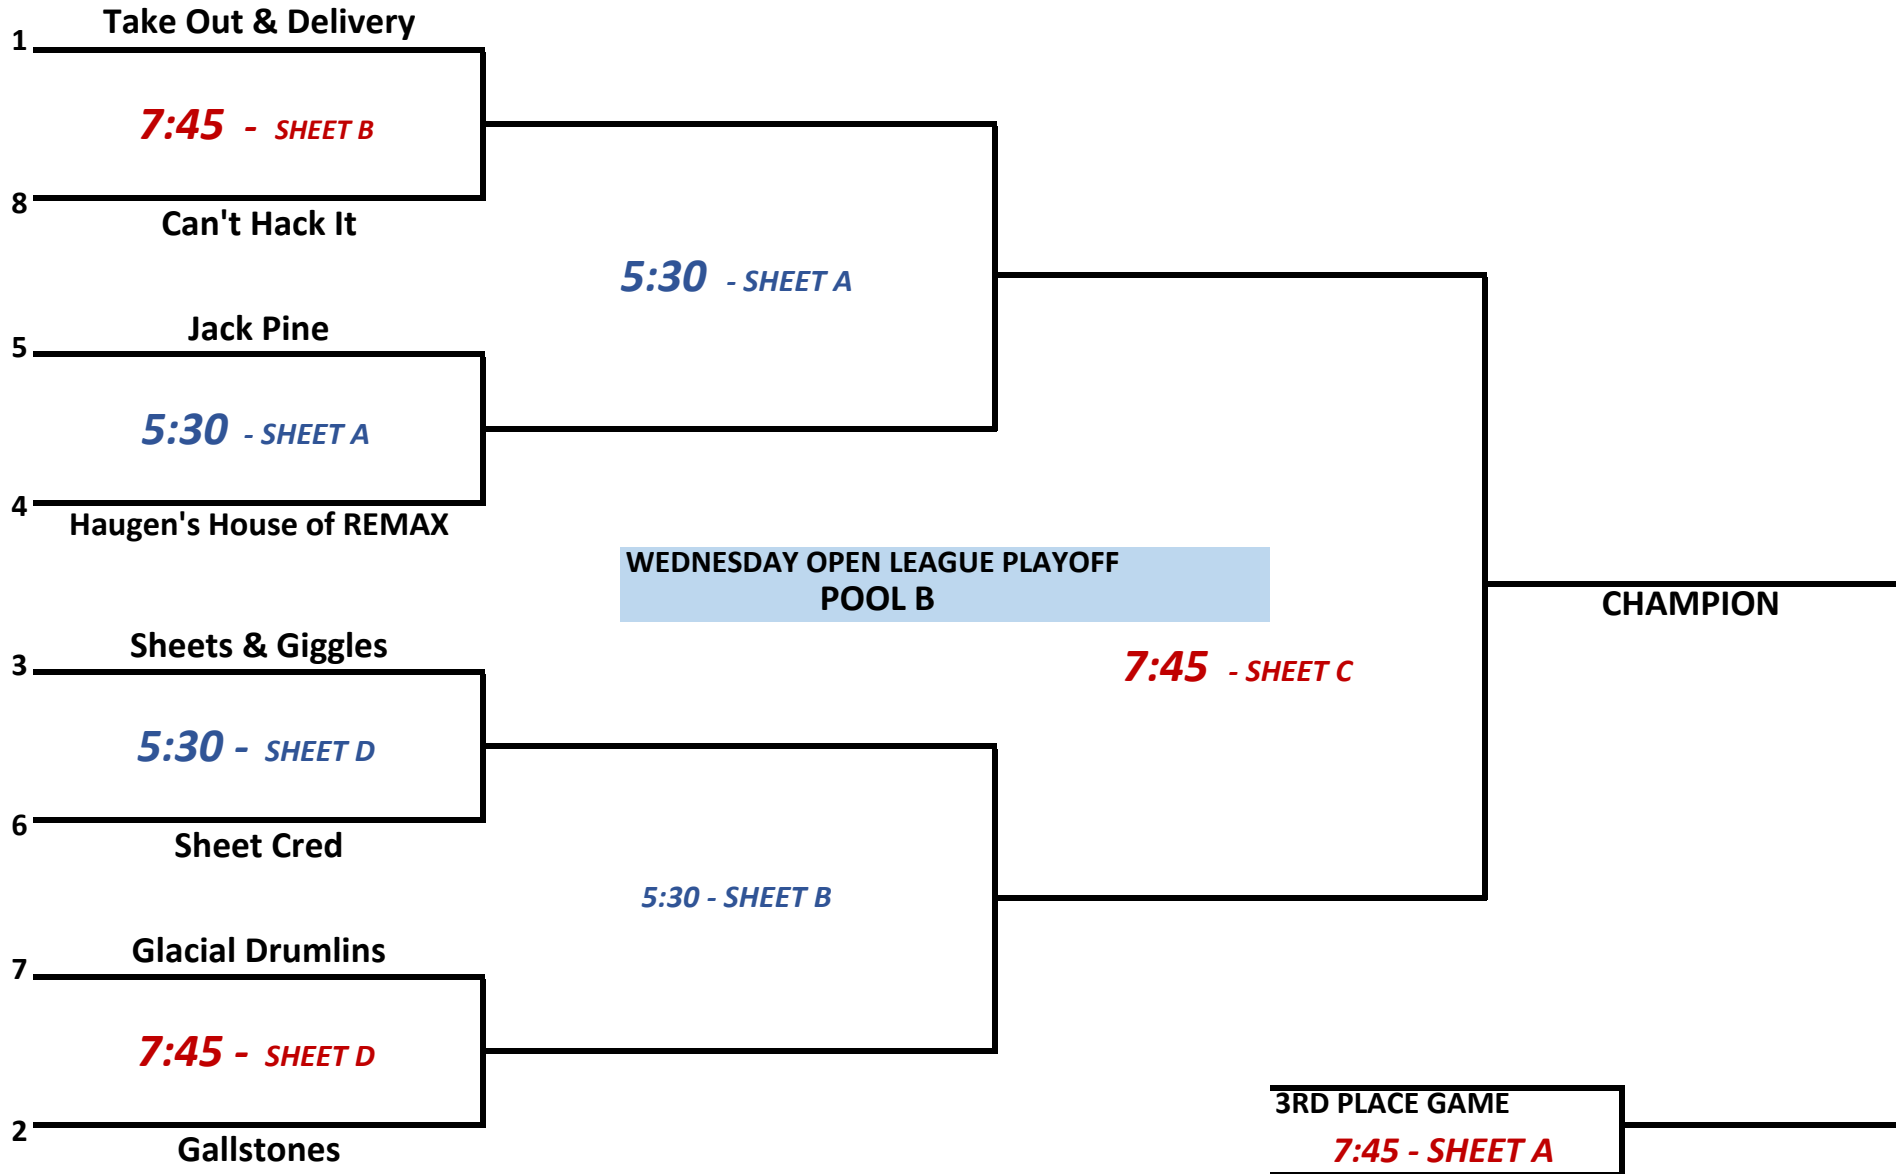 Take Out & Delivery
1
7:45 - SHEET B
8
Can't Hack It
5:30 - SHEET A
Jack Pine
5
5:30 - SHEET A
4
Haugen's House of REMAX
WEDNESDAY OPEN LEAGUE PLAYOFF
POOL B
CHAMPION
Sheets & Giggles
3
7:45 - SHEET C
5:30 - SHEET D
6
Sheet Cred
5:30 - SHEET B
Glacial Drumlins
7
7:45 - SHEET D
2
Gallstones
3RD PLACE GAME
7:45 - SHEET A